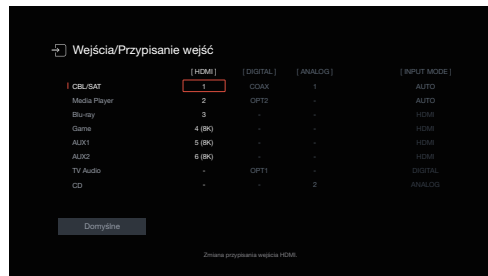 Wejścia/Przypisanie wejść
[ HDMI ] [ DIGITAL ] [ ANALOG ] [ INPUT MODE ]
CBL/SAT 1 COAX 1 AUTO
Media Player 2 OPT2 - AUTO
Blu-ray 3 - - HDMI
Game 4 (8K) - - HDMI
AUX1 5 (8K) - - HDMI
AUX2 6 (8K) - - HDMI
TV Audio - OPT1 - DIGITAL
CD - - 2 ANALOG
Domyślne
Zmiana przypisania wejścia HDMI.